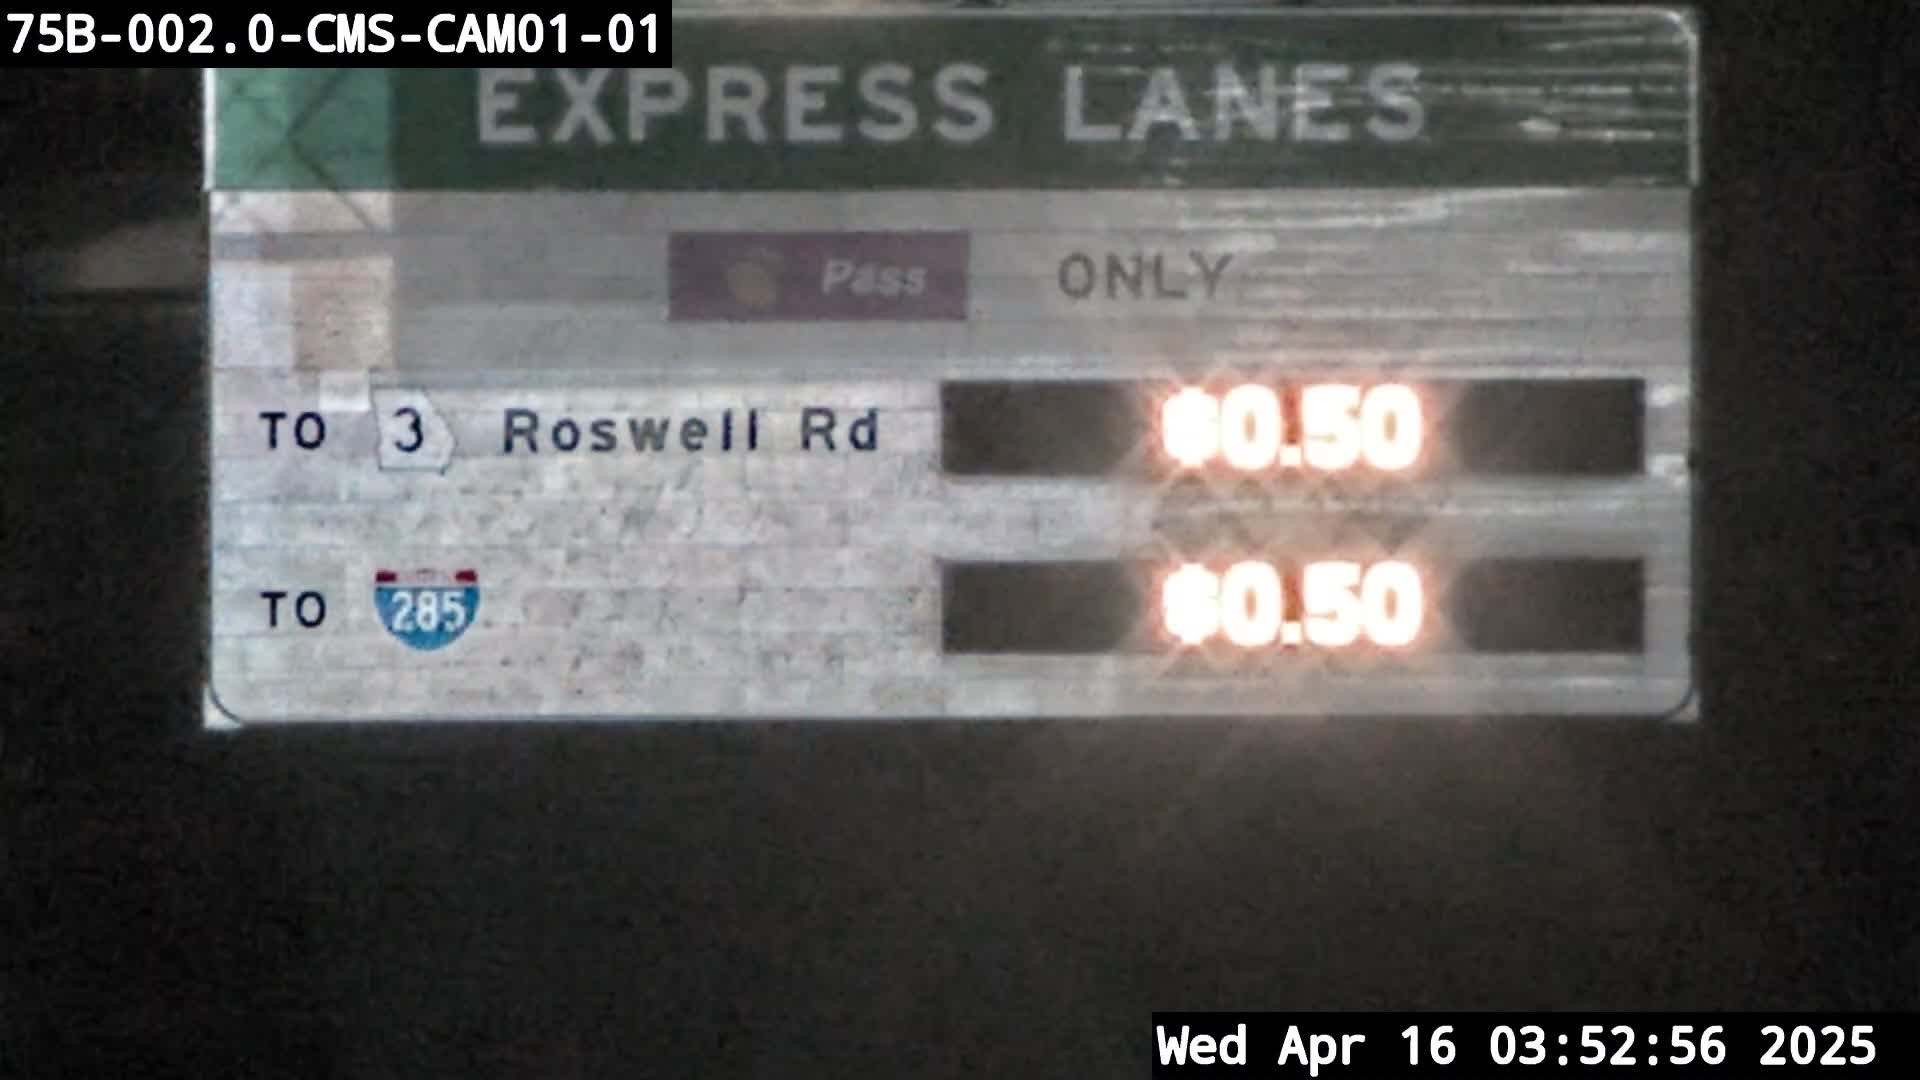 75B-002.0-CMS-CAM01-01
EXPRESS LANES
Pass ONLY
TO 3 Roswell Rd $0.50
TO 285 $0.50
Wed Apr 16 03:52:56 2025